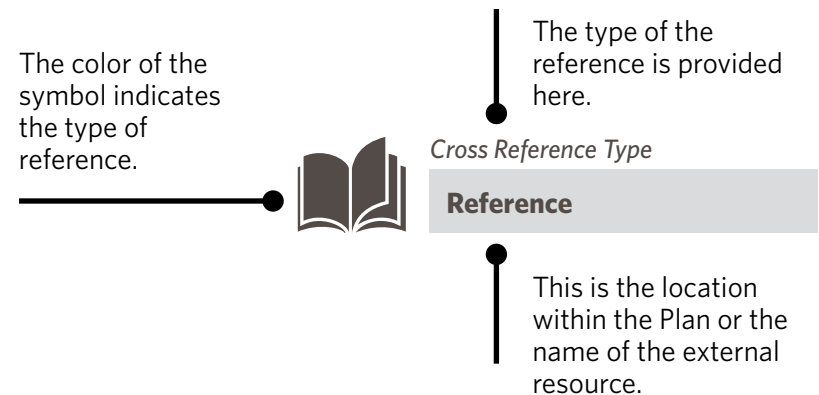 The color of the
symbol indicates
the type of
reference.
The type of the
reference is provided
here.
Cross Reference Type
Reference
This is the location
within the Plan or the
name of the external
resource.